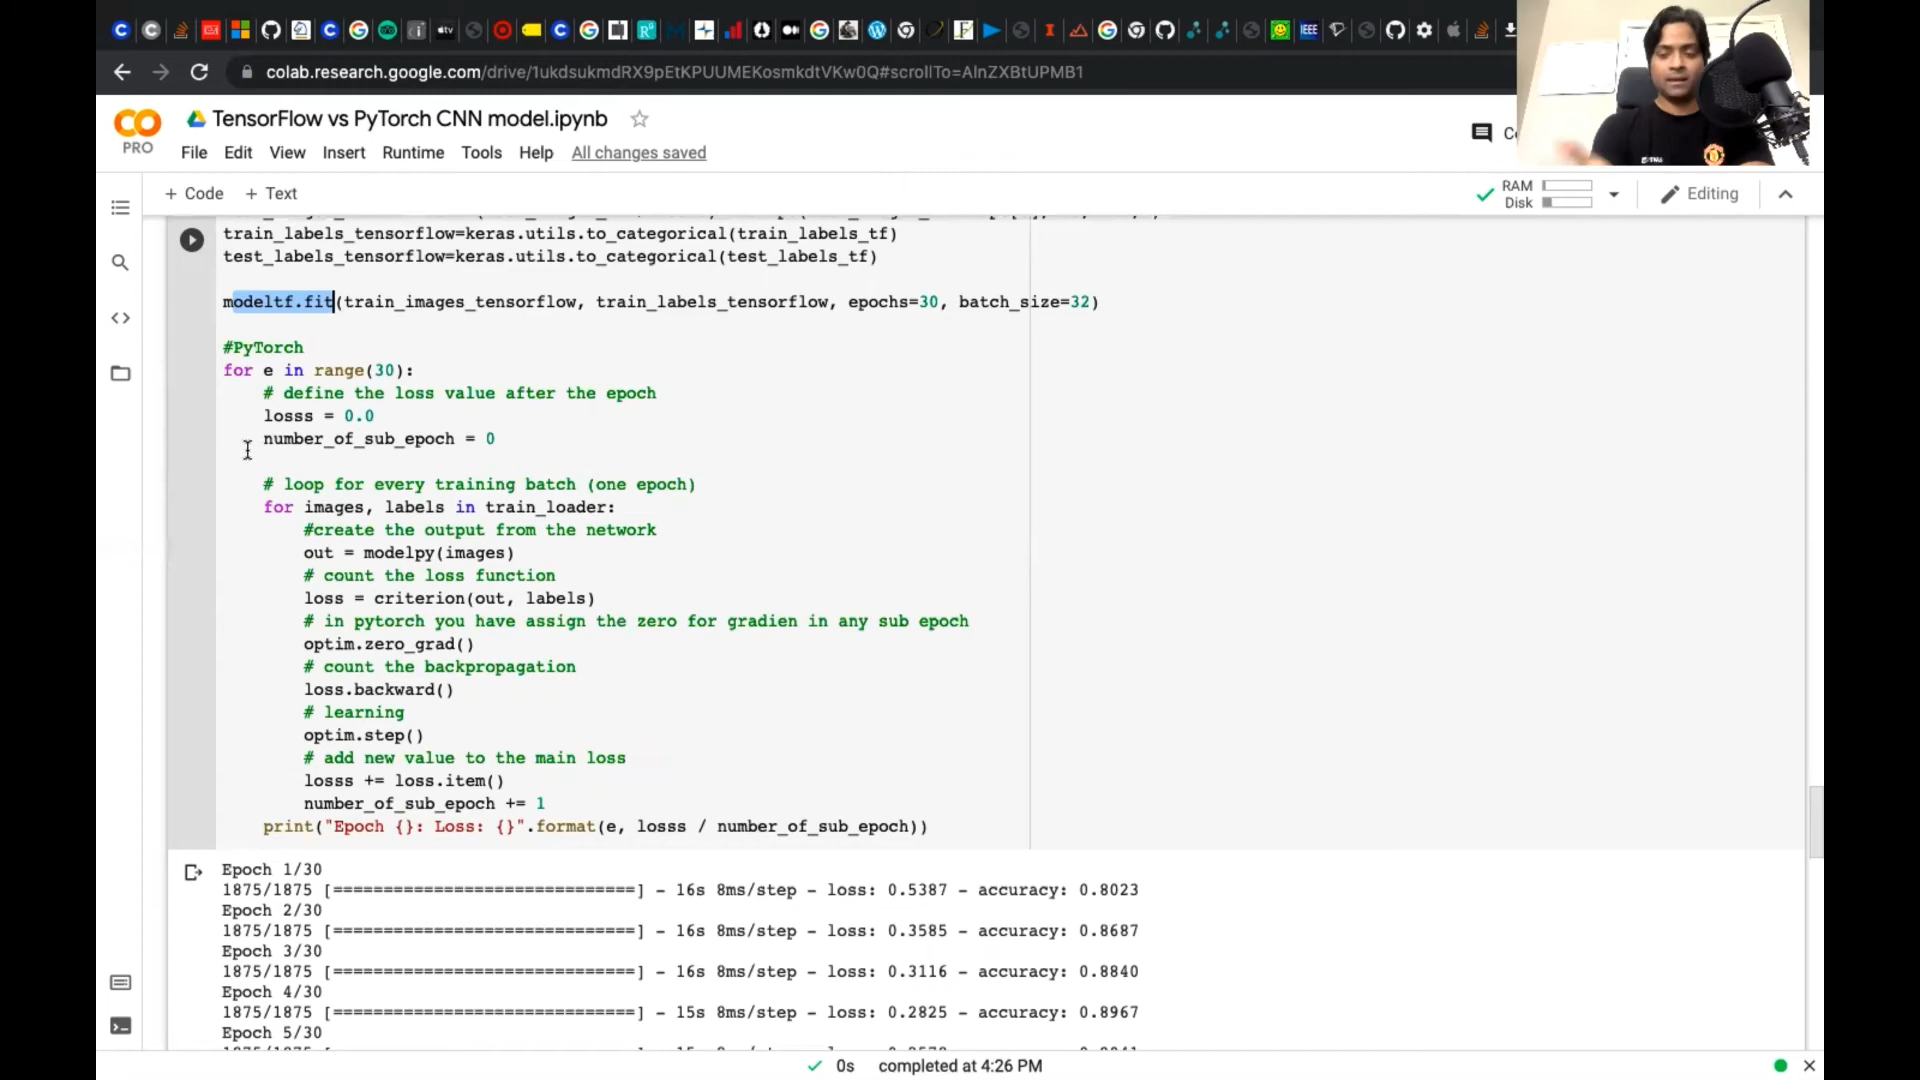 colab.research.google.com/drive/1ukdsukmdRX9pEtKPUUMEKosmkdtVKw0Q#scrollTo=AlnZXBtUPMB1
CO
PRO
TensorFlow vs PyTorch CNN model.ipynb
File Edit View Insert Runtime Tools Help All changes saved
+ Code + Text
RAM
Disk
Editing
train_labels_tensorflow=keras.utils.to_categorical(train_labels_tf)
test_labels_tensorflow=keras.utils.to_categorical(test_labels_tf)
modeltf.fit(train_images_tensorflow, train_labels_tensorflow, epochs=30, batch_size=32)
#PyTorch
for e in range(30):
# define the loss value after the epoch
losss = 0.0
number_of_sub_epoch = 0
# loop for every training batch (one epoch)
for images, labels in train_loader:
#create the output from the network
out = modelpy(images)
# count the loss function
loss = criterion(out, labels)
# in pytorch you have assign the zero for gradien in any sub epoch
optim.zero_grad()
# count the backpropagation
loss.backward()
# learning
optim.step()
# add new value to the main loss
losss += loss.item()
number_of_sub_epoch += 1
print("Epoch {}: Loss: {}".format(e, losss / number_of_sub_epoch))
Epoch 1/30
1875/1875 [==============================] - 16s 8ms/step - loss: 0.5387 - accuracy: 0.8023
Epoch 2/30
1875/1875 [==============================] - 16s 8ms/step - loss: 0.3585 - accuracy: 0.8687
Epoch 3/30
1875/1875 [==============================] - 16s 8ms/step - loss: 0.3116 - accuracy: 0.8840
Epoch 4/30
1875/1875 [==============================] - 15s 8ms/step - loss: 0.2825 - accuracy: 0.8967
Epoch 5/30
0s completed at 4:26 PM